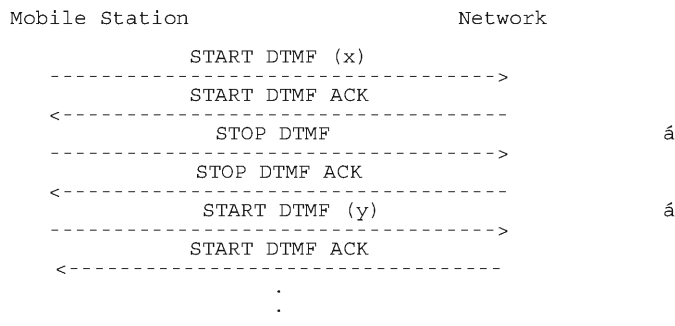 Mobile Station Network
START DTMF (x)
----------------------------------->
START DTMF ACK
<-----------------------------------
STOP DTMF á
----------------------------------->
STOP DTMF ACK
<-----------------------------------
START DTMF (y) á
----------------------------------->
START DTMF ACK
<----------------------------------
.
.